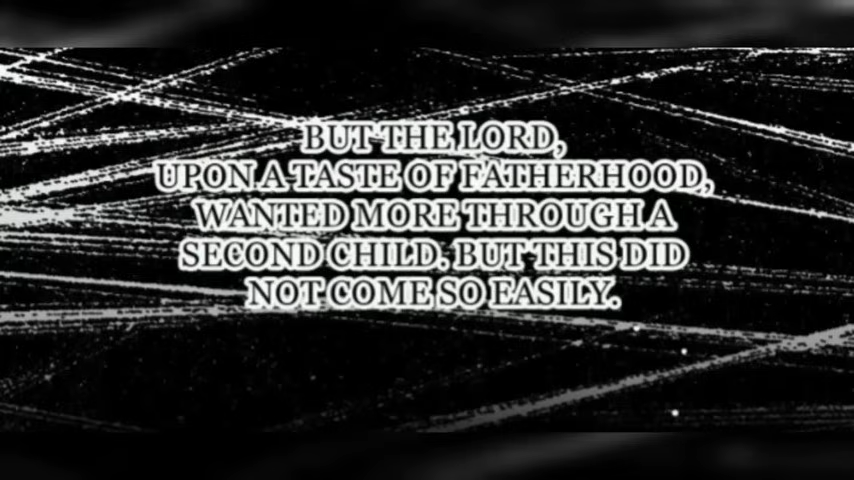 BUT THE LORD,
UPON A TASTE OF FATHERHOOD,
WANTED MORE THROUGH A
SECOND CHILD. BUT THIS DID
NOT COME SO EASILY.